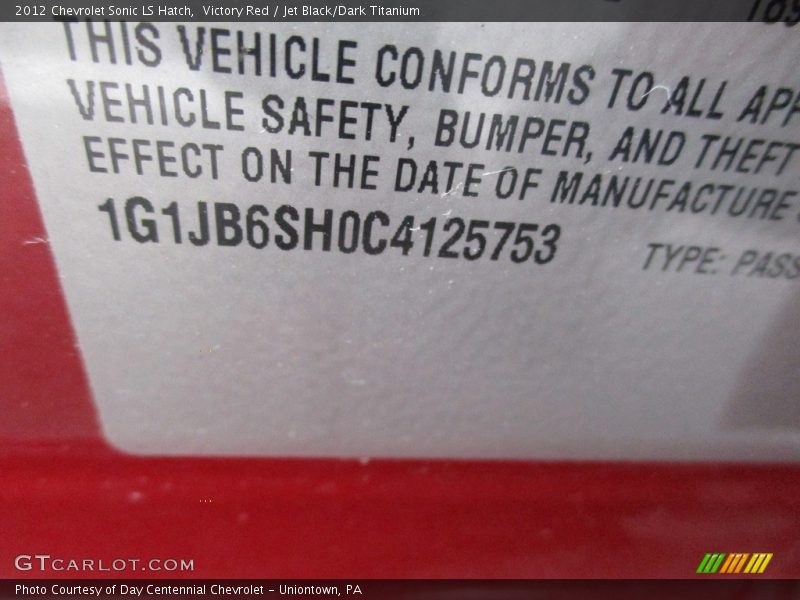 2012 Chevrolet Sonic LS Hatch, Victory Red / Jet Black/Dark Titanium
THIS VEHICLE CONFORMS TO ALL APP
VEHICLE SAFETY, BUMPER, AND THEFT
EFFECT ON THE DATE OF MANUFACTURE
1G1JB6SH0C4125753
TYPE: PASS
GTCARLOT.COM
Photo Courtesy of Day Centennial Chevrolet - Uniontown, PA